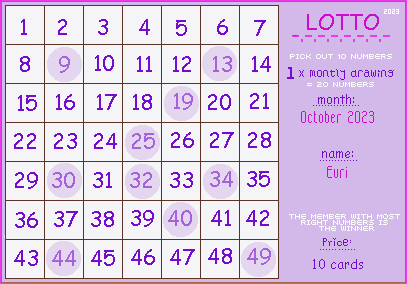 1 2 3 4 5 6 7
8 9 10 11 12 13 14
15 16 17 18 19 20 21
22 23 24 25 26 27 28
29 30 31 32 33 34 35
36 37 38 39 40 41 42
43 44 45 46 47 48 49
2023
LOTTO
PICK OUT 10 NUMBERS
1 x montly drawing
= 20 NUMBERS
month:
October 2023
name:
Euri
THE MEMBER WITH MOST
RIGHT NUMBERS IS
THE WINNER
Price:
10 cards